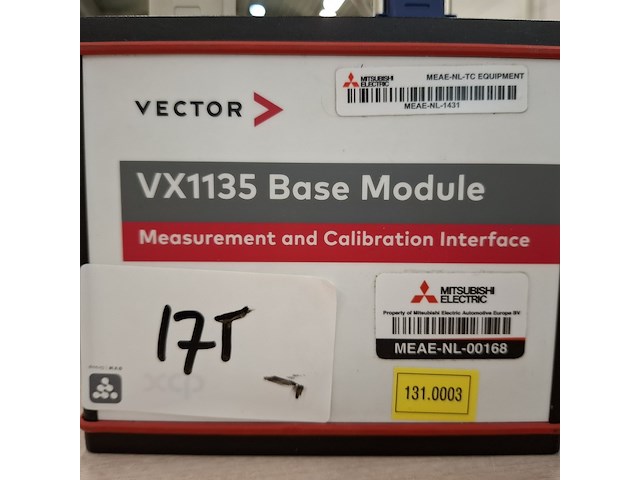 MITSUBISHI
ELECTRIC
MEAE-NL-TC EQUIPMENT
MEAE-NL-1431
VECTOR
VX1135 Base Module
Measurement and Calibration Interface
MITSUBISHI
ELECTRIC
Property of Mitsubishi Electric Automotive Europe BV
MEAE-NL-00168
17T
131.0003